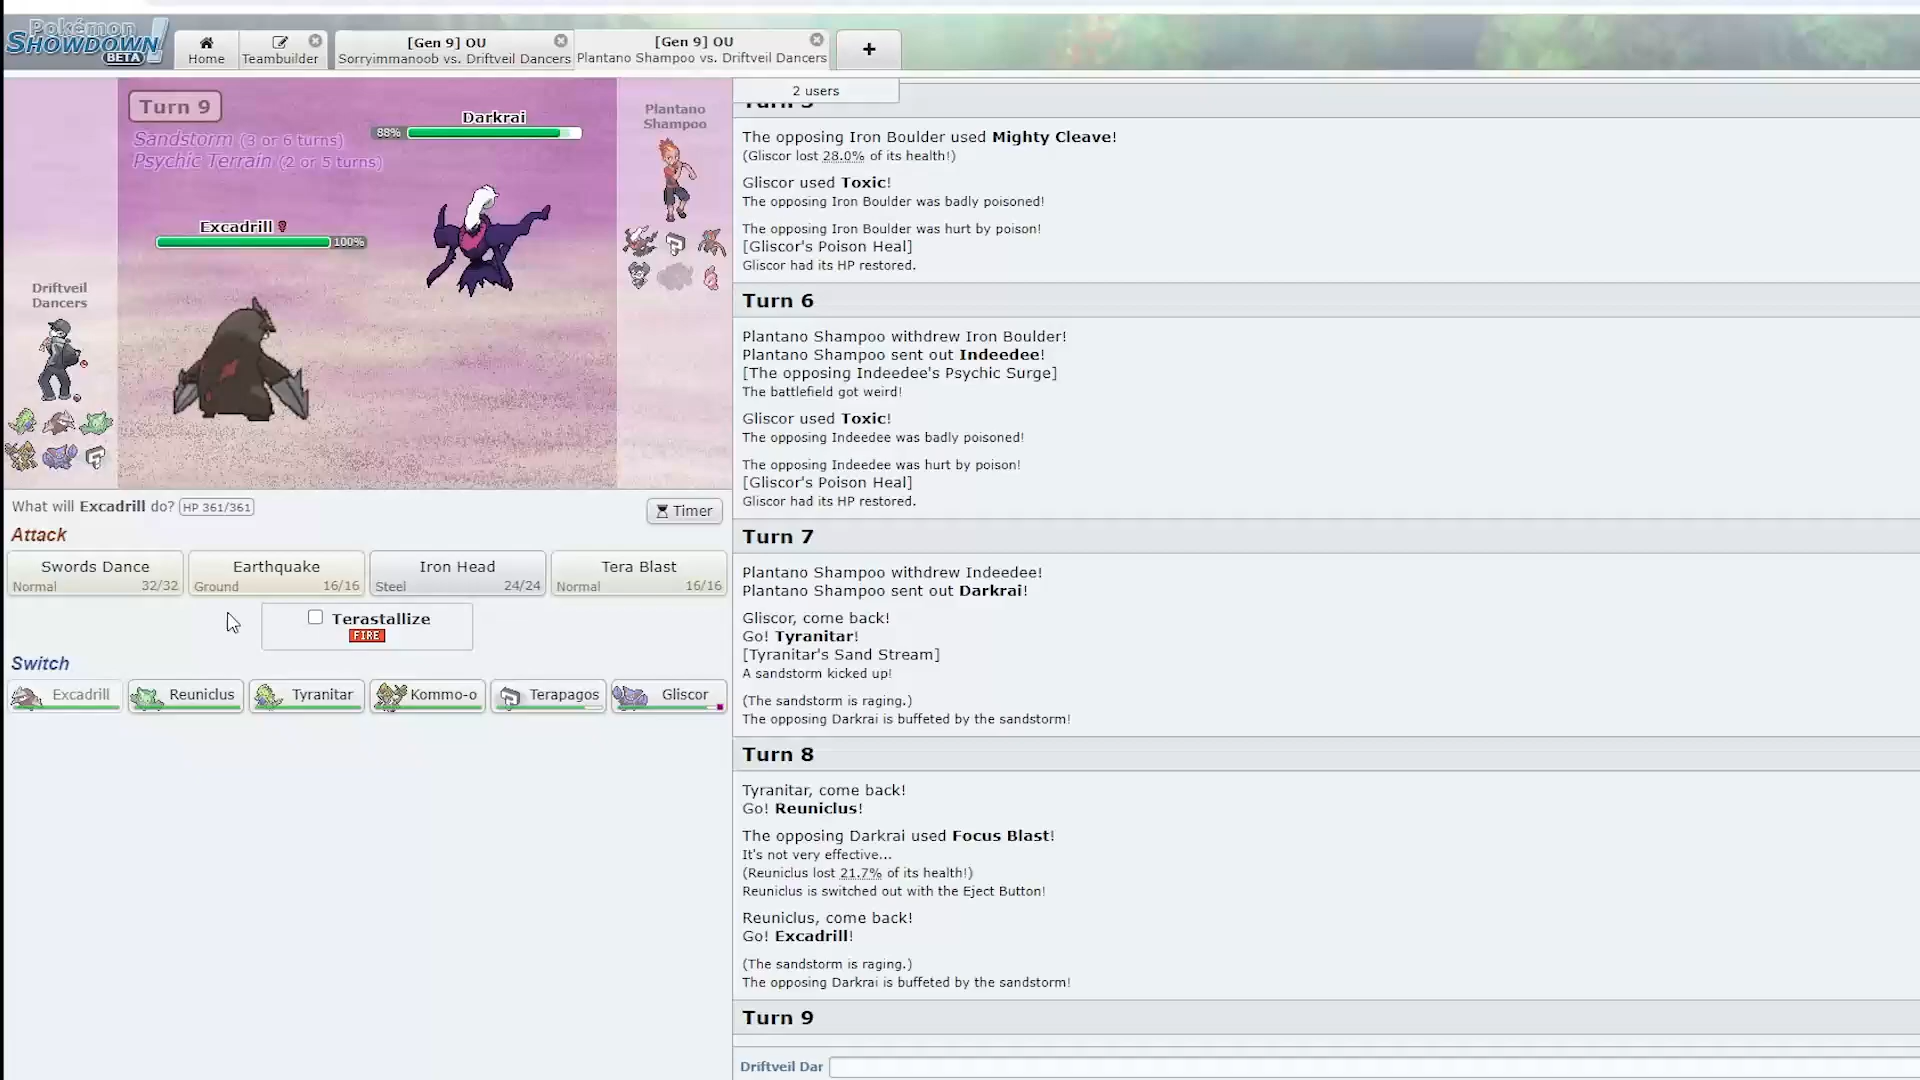 Pokémon
SHOWDOWN!
BETA
Home
Teambuilder
[Gen 9] OU
Sorryimmanoob vs. Driftveil Dancers
[Gen 9] OU
Plantano Shampoo vs. Driftveil Dancers
+
Turn 9
Sandstorm (3 or 6 turns)
Psychic Terrain (2 or 5 turns)
Darkrai
88%
Plantano
Shampoo
Excadrill
100%
Driftveil
Dancers
What will Excadrill do? HP 361/361
Timer
Attack
Swords Dance
Normal 32/32
Earthquake
Ground 16/16
Iron Head
Steel 24/24
Tera Blast
Normal 16/16
Terastallize
FIRE
Switch
Excadrill
Reuniclus
Tyranitar
Kommo-o
Terapagos
Gliscor
2 users
Turn 5
The opposing Iron Boulder used Mighty Cleave!
(Gliscor lost 28.0% of its health!)
Gliscor used Toxic!
The opposing Iron Boulder was badly poisoned!
The opposing Iron Boulder was hurt by poison!
[Gliscor's Poison Heal]
Gliscor had its HP restored.
Turn 6
Plantano Shampoo withdrew Iron Boulder!
Plantano Shampoo sent out Indeedee!
[The opposing Indeedee's Psychic Surge]
The battlefield got weird!
Gliscor used Toxic!
The opposing Indeedee was badly poisoned!
The opposing Indeedee was hurt by poison!
[Gliscor's Poison Heal]
Gliscor had its HP restored.
Turn 7
Plantano Shampoo withdrew Indeedee!
Plantano Shampoo sent out Darkrai!
Gliscor, come back!
Go! Tyranitar!
[Tyranitar's Sand Stream]
A sandstorm kicked up!
(The sandstorm is raging.)
The opposing Darkrai is buffeted by the sandstorm!
Turn 8
Tyranitar, come back!
Go! Reuniclus!
The opposing Darkrai used Focus Blast!
It's not very effective...
(Reuniclus lost 21.7% of its health!)
Reuniclus is switched out with the Eject Button!
Reuniclus, come back!
Go! Excadrill!
(The sandstorm is raging.)
The opposing Darkrai is buffeted by the sandstorm!
Turn 9
Driftveil Dar